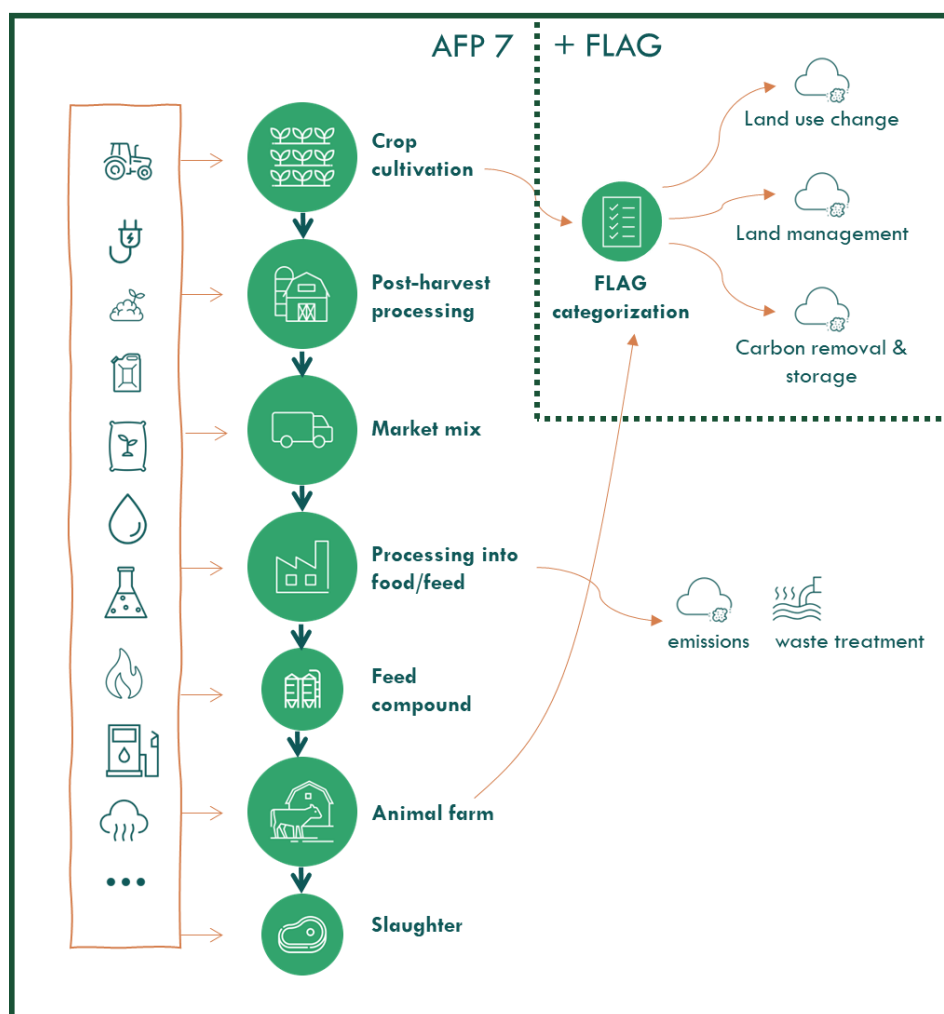 AFP 7
+ FLAG
Land use change
Crop
cultivation
Land management
FLAG
categorization
Post-harvest
processing
Carbon removal &
storage
Market mix
Processing into
food/feed
emissions
waste treatment
Feed
compound
Animal farm
Slaughter